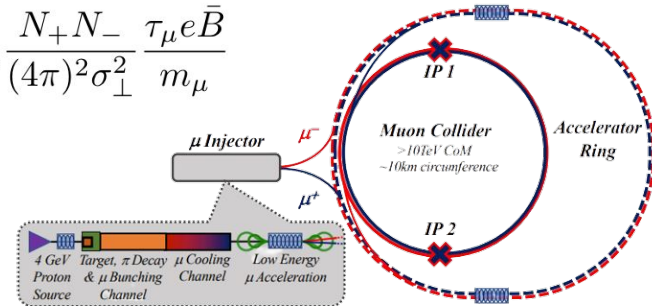 N₊N₋ / (4π)²σ⊥² τ_μ e B̄ / m_μ
IP 1
μ Injector
μ⁻
μ⁺
Muon Collider
>10TeV CoM
~10km circumference
Accelerator
Ring
IP 2
4 GeV
Proton
Source
Target, π Decay
& μ Bunching
Channel
μ Cooling
Channel
Low Energy
μ Acceleration